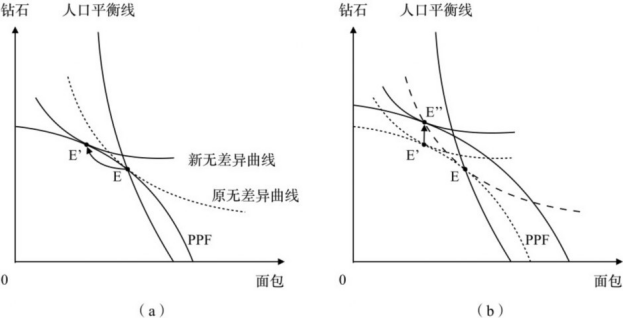 钻石 人口平衡线
E'
E
新无差异曲线
原无差异曲线
PPF
0 面包
(a)
钻石 人口平衡线
E''
E'
E
PPF
0 面包
(b)